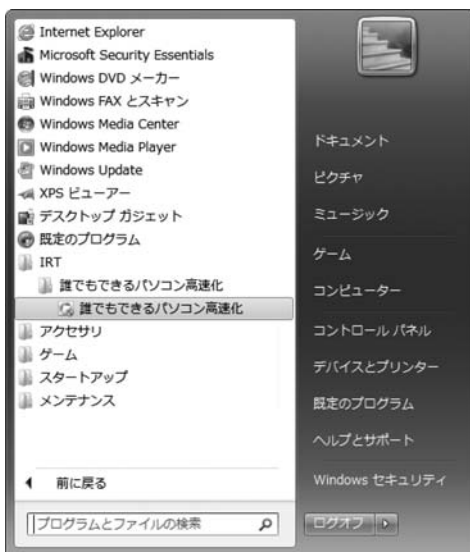 Internet Explorer
Microsoft Security Essentials
Windows DVD メーカー
Windows FAX とスキャン
Windows Media Center
Windows Media Player
Windows Update
XPS ビューアー
デスクトップ ガジェット
既定のプログラム
IRT
誰でもできるパソコン高速化
誰でもできるパソコン高速化
アクセサリ
ゲーム
スタートアップ
メンテナンス
前に戻る
プログラムとファイルの検索
ドキュメント
ピクチャ
ミュージック
ゲーム
コンピューター
コントロール パネル
デバイスとプリンター
既定のプログラム
ヘルプとサポート
Windows セキュリティ
ログオフ